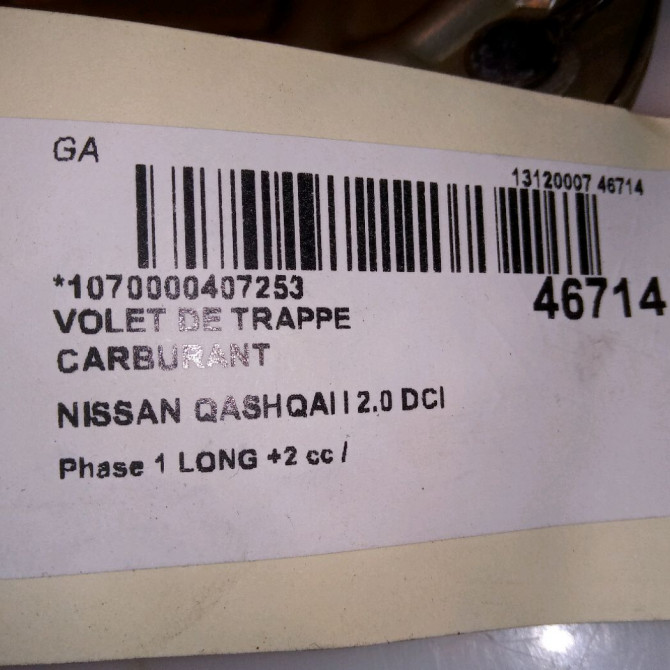 GA
13120007 46714
*1070000407253
46714
VOLET DE TRAPPE
CARBURANT
NISSAN QASHQAI I 2.0 DCI
Phase 1 LONG +2 cc /